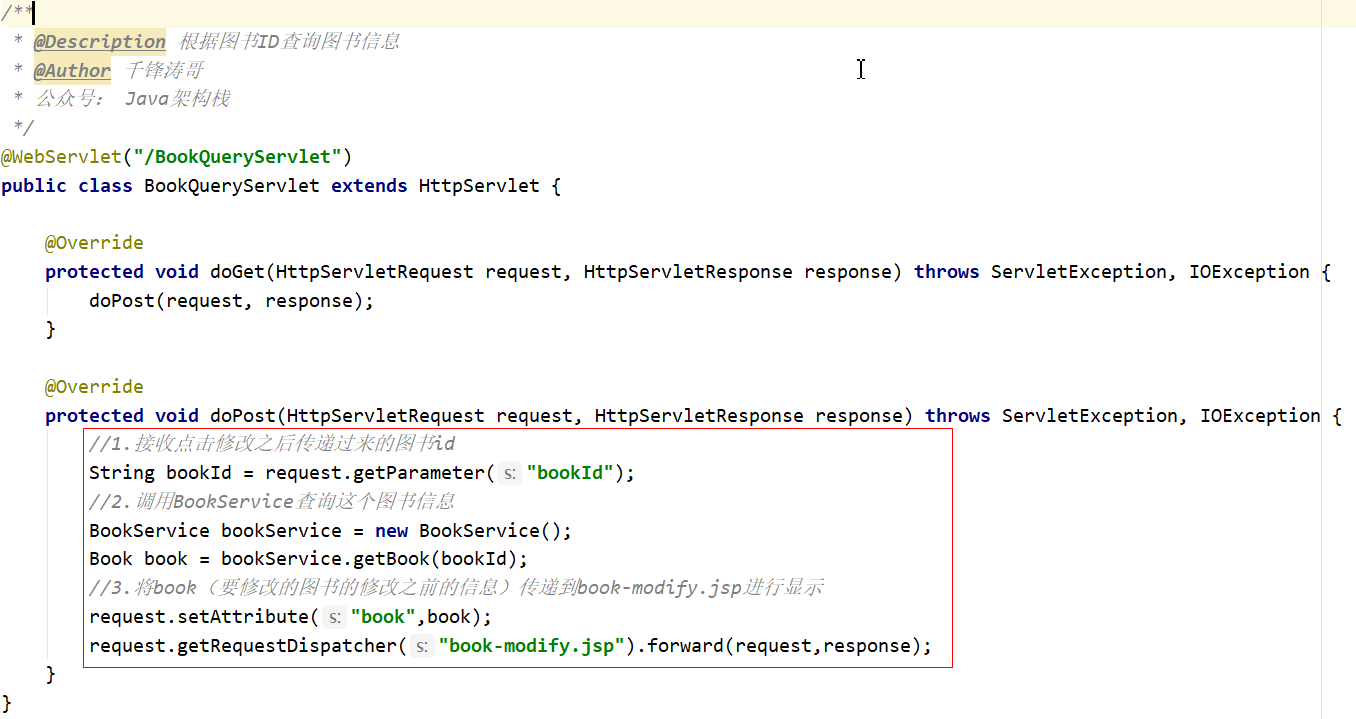 /**
 * @Description 根据图书ID查询图书信息
 * @Author 千锋涛哥
 * 公众号： Java架构栈
 */
@WebServlet("/BookQueryServlet")
public class BookQueryServlet extends HttpServlet {
    @Override
    protected void doGet(HttpServletRequest request, HttpServletResponse response) throws ServletException, IOException {
        doPost(request, response);
    }
    @Override
    protected void doPost(HttpServletRequest request, HttpServletResponse response) throws ServletException, IOException {
        //1.接收点击修改之后传递过来的图书id
        String bookId = request.getParameter( s: "bookId");
        //2.调用BookService查询这个图书信息
        BookService bookService = new BookService();
        Book book = bookService.getBook(bookId);
        //3.将book（要修改的图书的修改之前的信息）传递到book-modify.jsp进行显示
        request.setAttribute( s: "book",book);
        request.getRequestDispatcher( s: "book-modify.jsp").forward(request,response);
    }
}